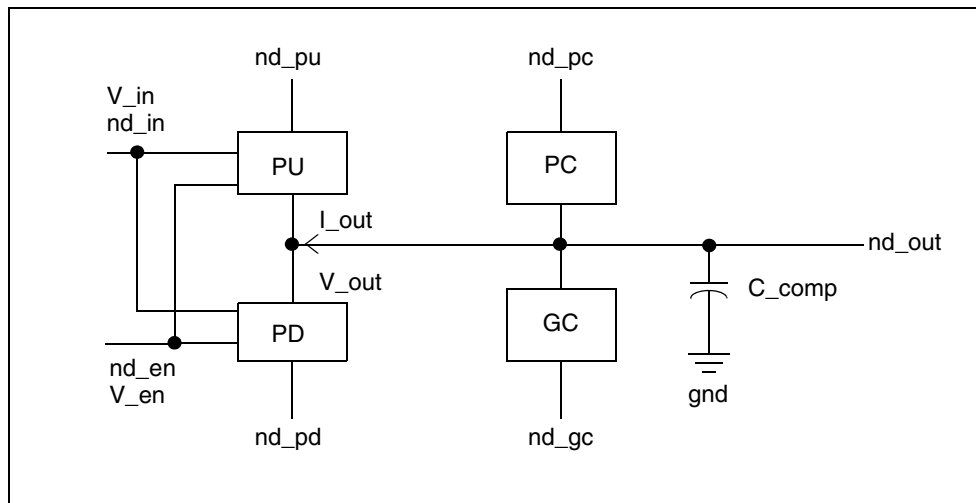 nd_pu
nd_pc
V_in
nd_in
PU
PC
I_out
nd_out
V_out
C_comp
PD
GC
nd_en
V_en
gnd
nd_pd
nd_gc